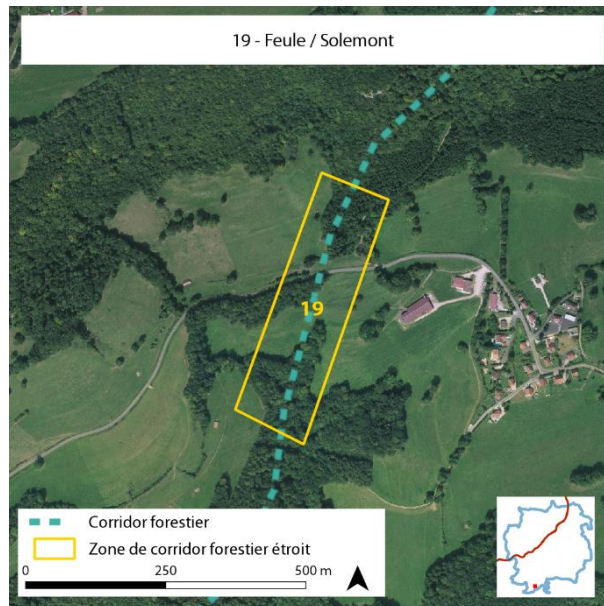 19 - Feule / Solemont
19
Corridor forestier
Zone de corridor forestier étroit
0 250 500 m